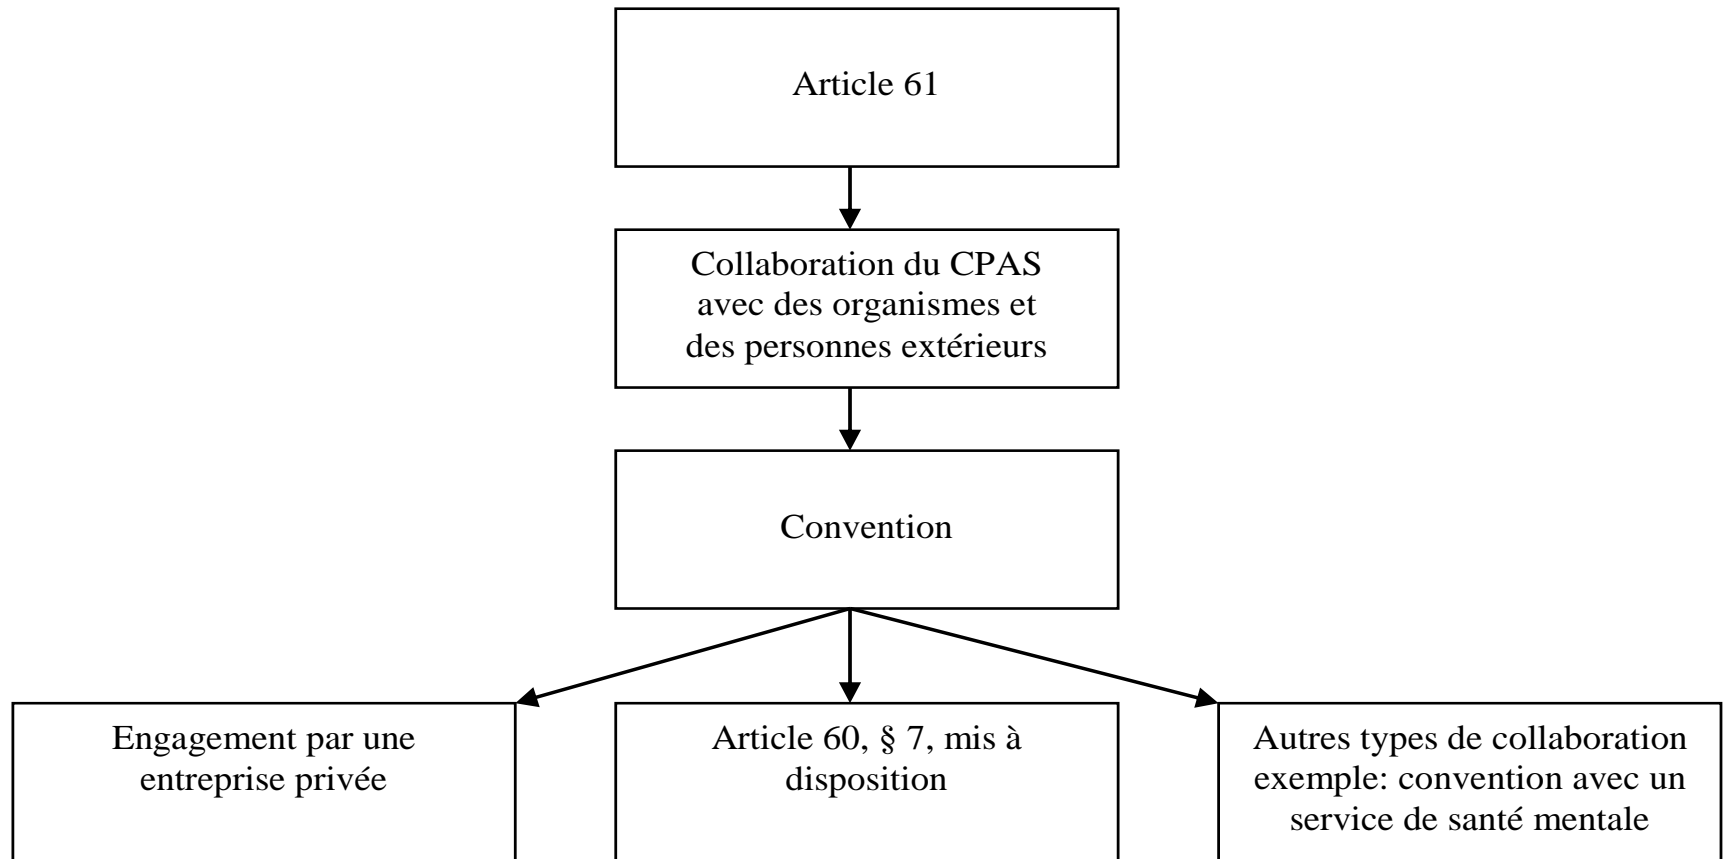 Article 61
Collaboration du CPAS
avec des organismes et
des personnes extérieurs
Convention
Engagement par une
entreprise privée
Article 60, § 7, mis à
disposition
Autres types de collaboration
exemple: convention avec un
service de santé mentale